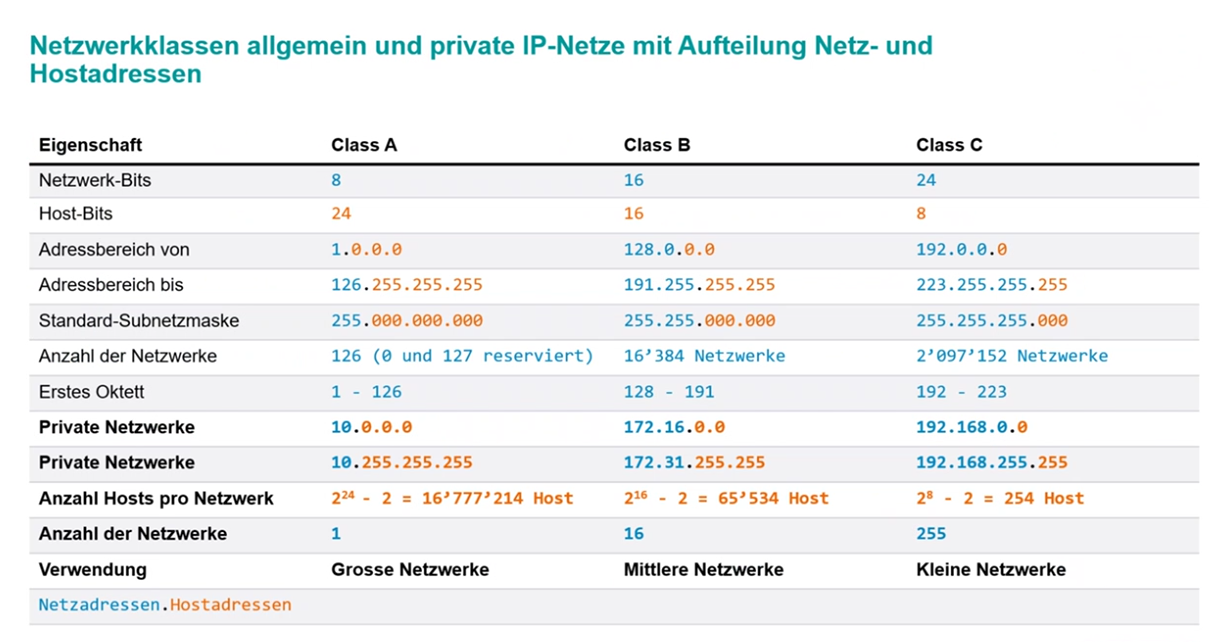 Netzwerkklassen allgemein und private IP-Netze mit Aufteilung Netz- und
Hostadressen
Eigenschaft Class A Class B Class C
Netzwerk-Bits 8 16 24
Host-Bits 24 16 8
Adressbereich von 1.0.0.0 128.0.0.0 192.0.0.0
Adressbereich bis 126.255.255.255 191.255.255.255 223.255.255.255
Standard-Subnetzmaske 255.000.000.000 255.255.000.000 255.255.255.000
Anzahl der Netzwerke 126 (0 und 127 reserviert) 16’384 Netzwerke 2’097’152 Netzwerke
Erstes Oktett 1 - 126 128 - 191 192 - 223
Private Netzwerke 10.0.0.0 172.16.0.0 192.168.0.0
Private Netzwerke 10.255.255.255 172.31.255.255 192.168.255.255
Anzahl Hosts pro Netzwerk 2²⁴ - 2 = 16’777’214 Host 2¹⁶ - 2 = 65’534 Host 2⁸ - 2 = 254 Host
Anzahl der Netzwerke 1 16 255
Verwendung Grosse Netzwerke Mittlere Netzwerke Kleine Netzwerke
Netzadressen.Hostadressen